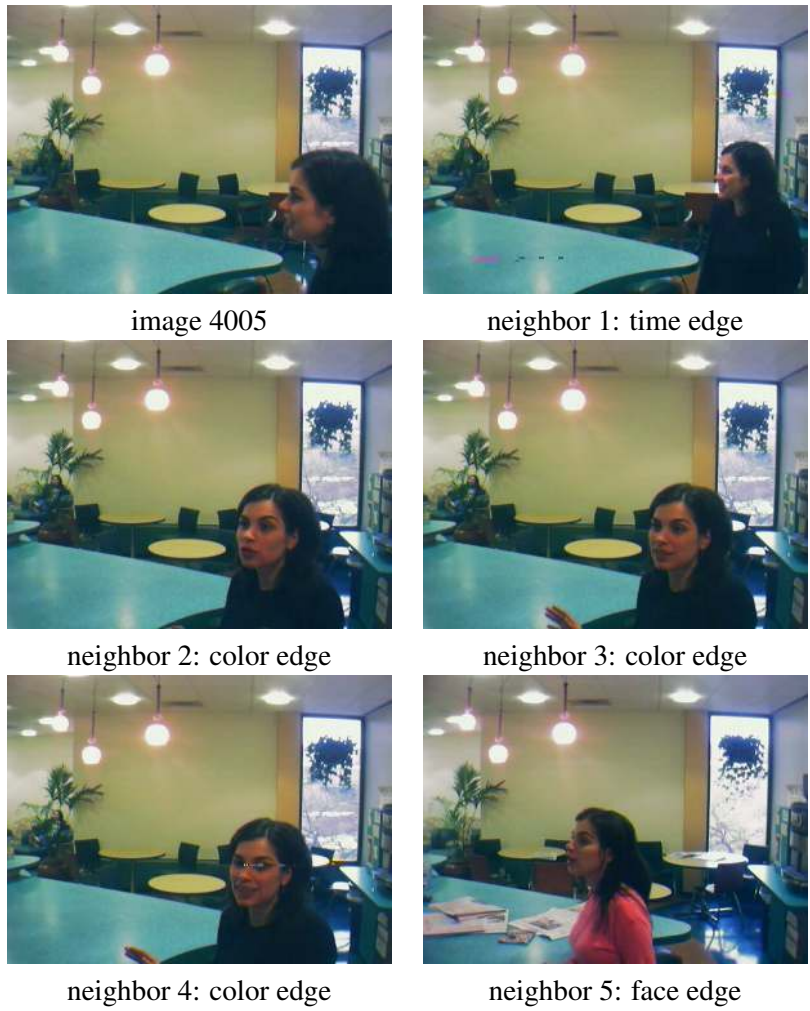 image 4005
neighbor 1: time edge
neighbor 2: color edge
neighbor 3: color edge
neighbor 4: color edge
neighbor 5: face edge